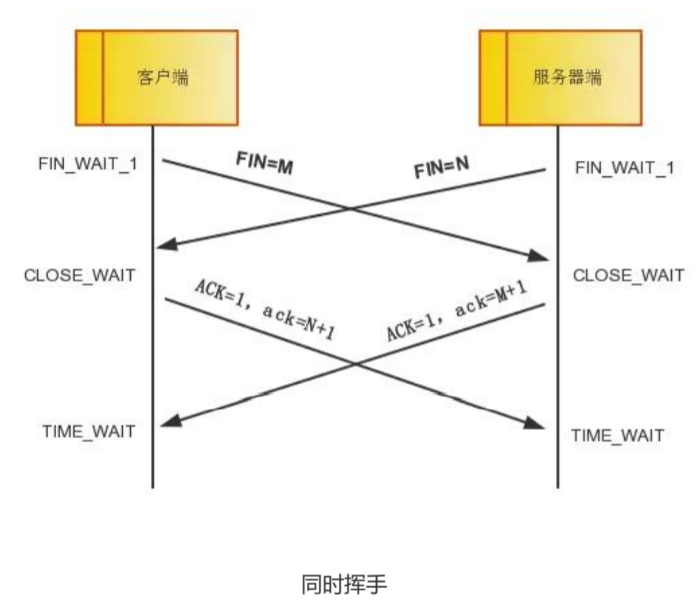 客户端
服务器端
FIN_WAIT_1
FIN=M
FIN=N
FIN_WAIT_1
CLOSE_WAIT
CLOSE_WAIT
ACK=1, ack=N+1
ACK=1, ack=M+1
TIME_WAIT
TIME_WAIT
同时挥手